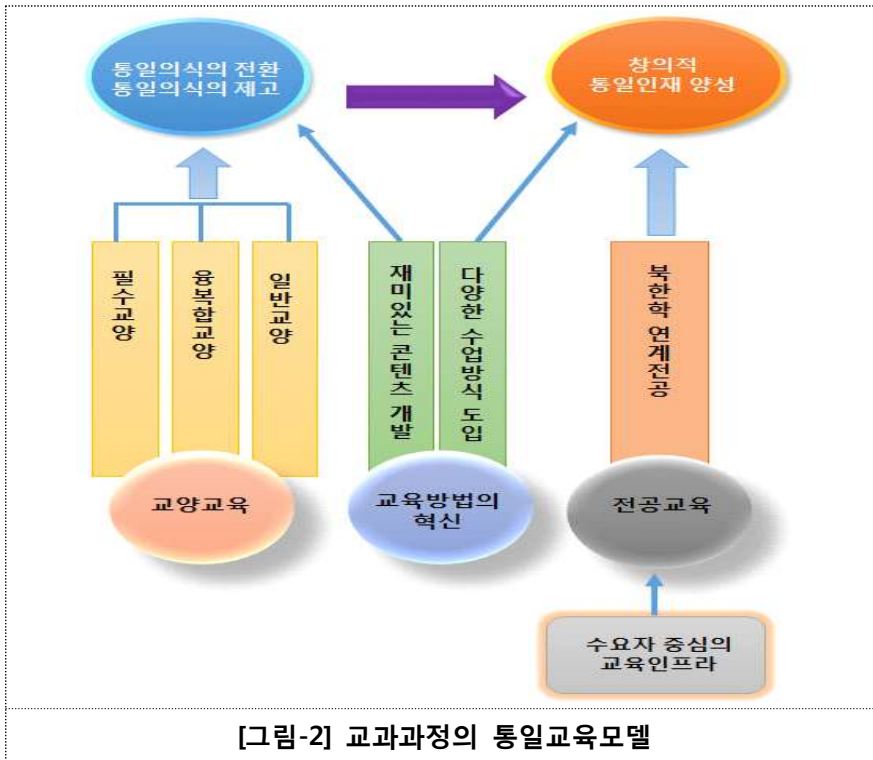 통일의식의 전환
통일의식의 제고
창의적
통일인재 양성
필수교양
융복합교양
일반교양
재미있는 콘텐츠 개발
다양한 수업방식 도입
북한학 연계전공
교양교육
교육방법의
혁신
전공교육
수요자 중심의
교육인프라
[그림-2] 교과과정의 통일교육모델